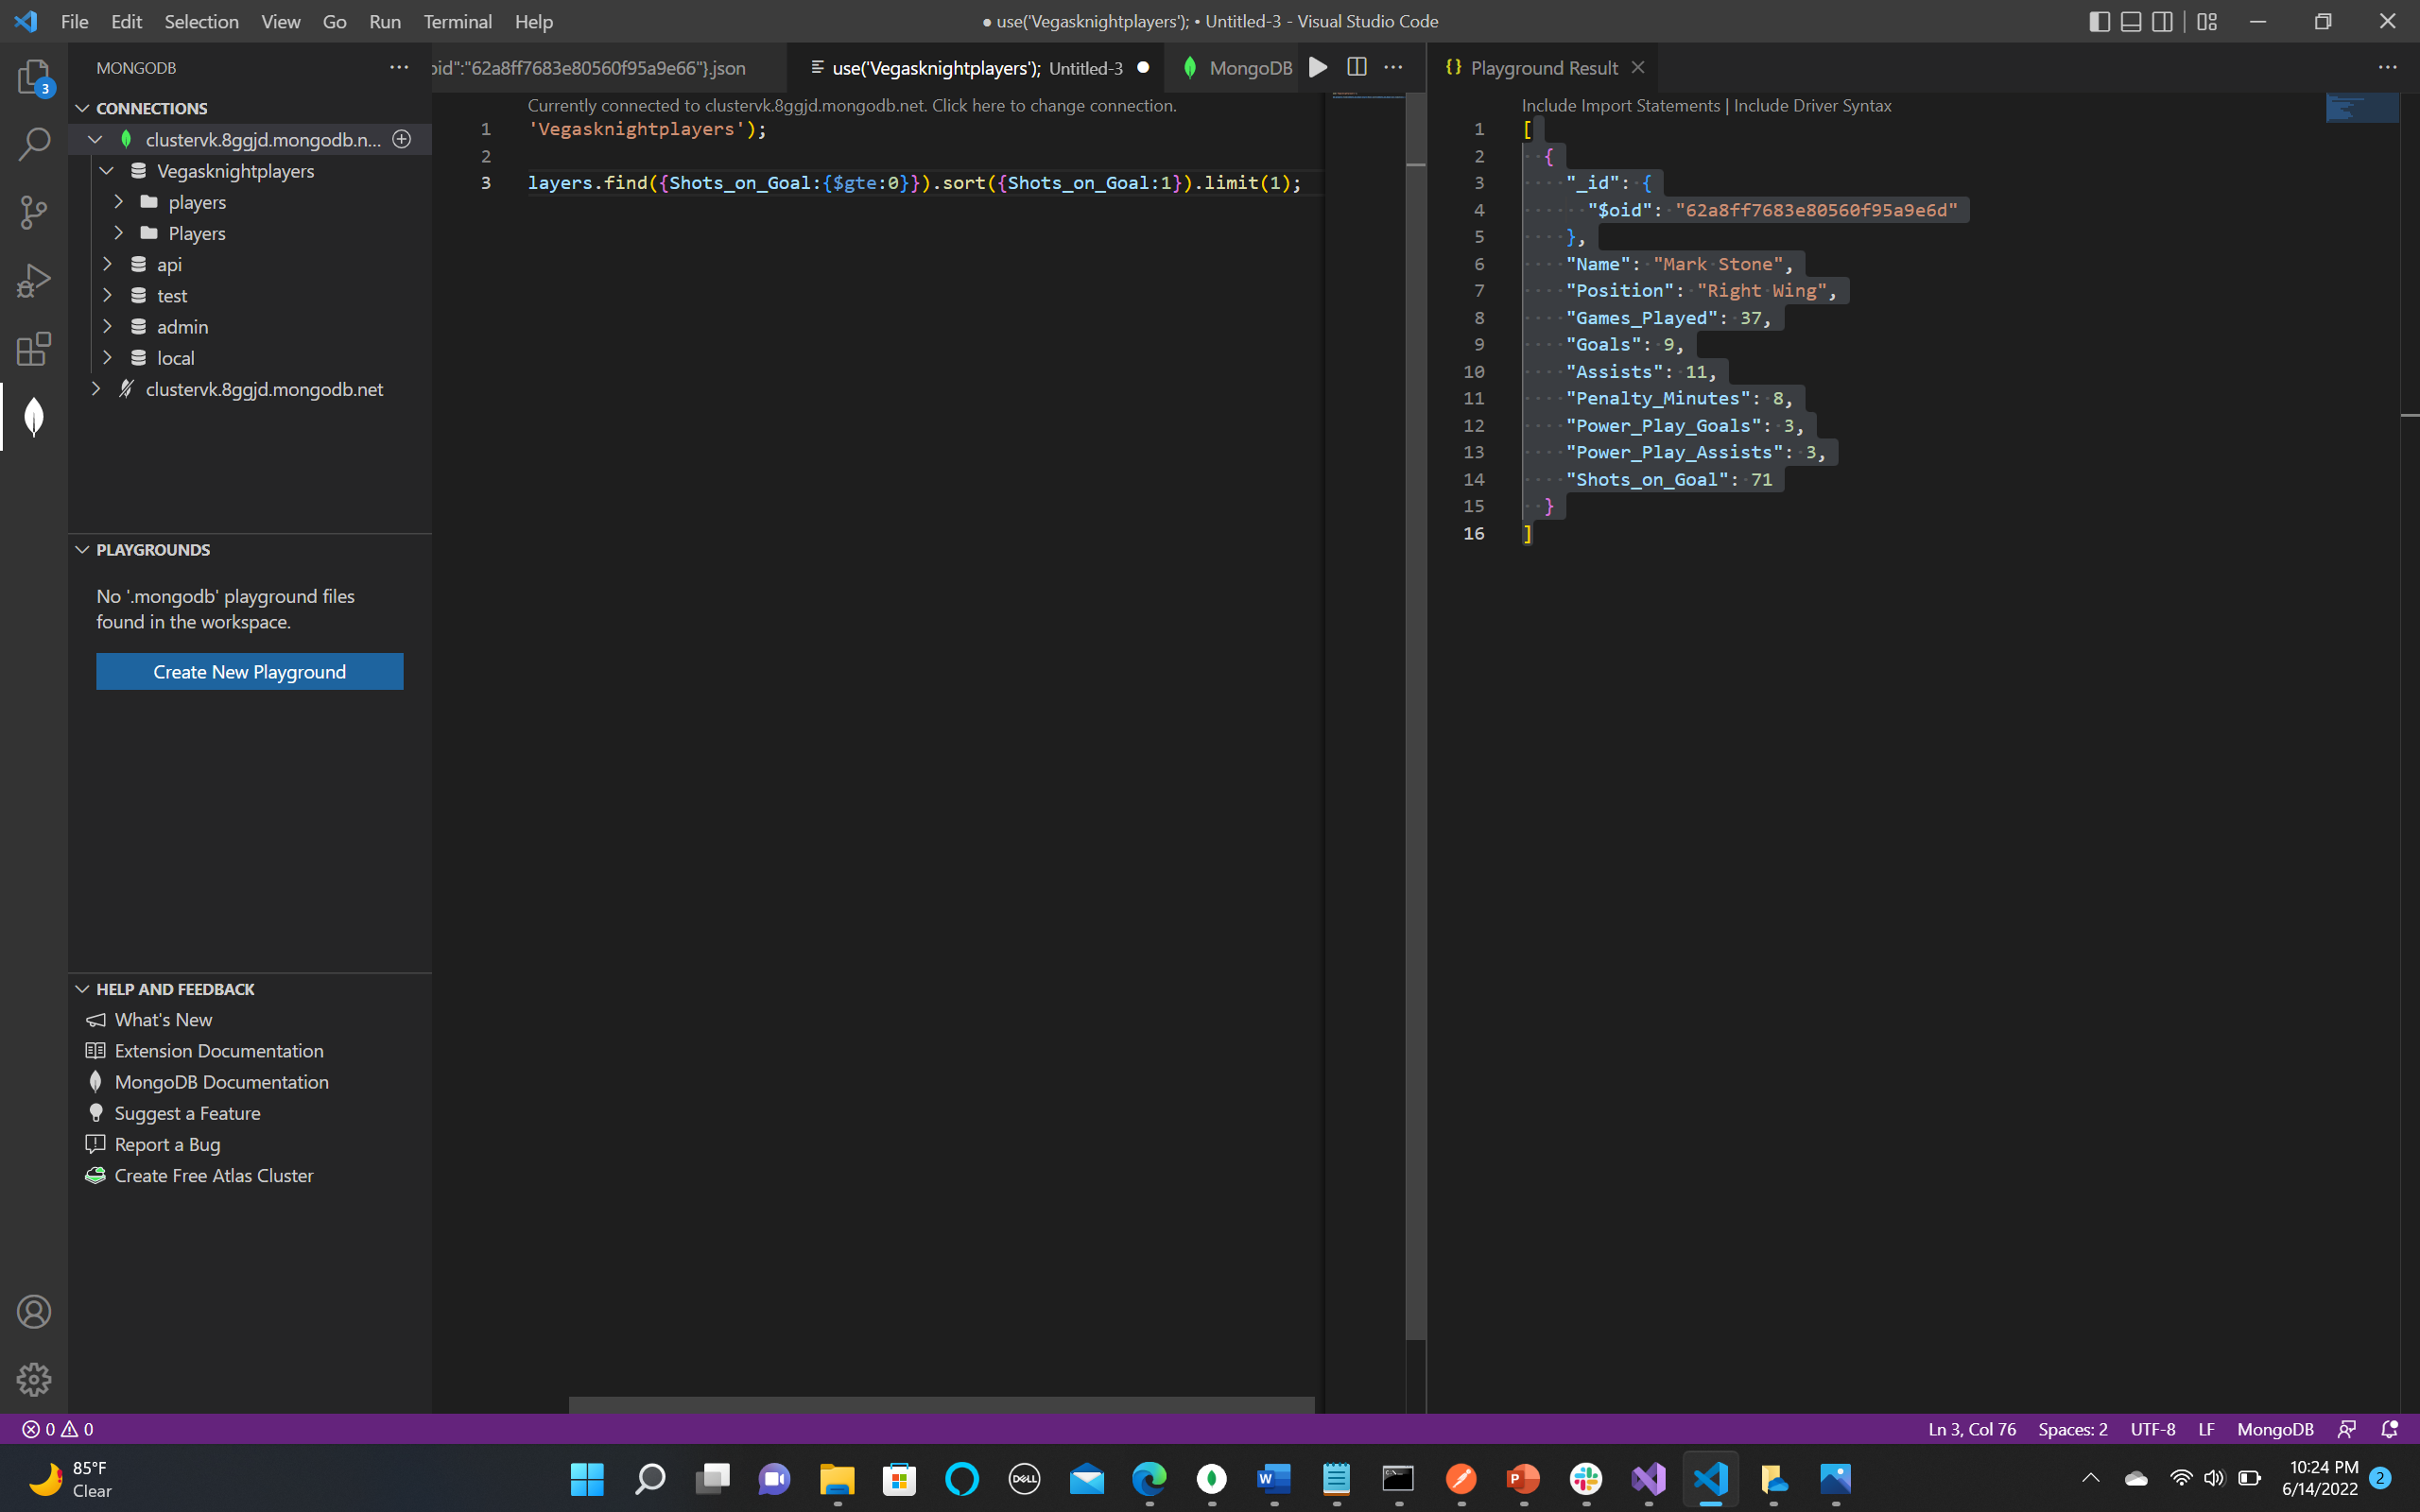 File Edit Selection View Go Run Terminal Help
● use('Vegasknightplayers'); • Untitled-3 - Visual Studio Code
3
MONGODB
CONNECTIONS
clustervk.8ggjd.mongodb.n...
Vegasknightplayers
players
Players
api
test
admin
local
clustervk.8ggjd.mongodb.net
PLAYGROUNDS
No '.mongodb' playground files
found in the workspace.
Create New Playground
HELP AND FEEDBACK
What's New
Extension Documentation
MongoDB Documentation
Suggest a Feature
Report a Bug
Create Free Atlas Cluster
oid":"62a8ff7683e80560f95a9e66"}.json
use('Vegasknightplayers'); Untitled-3 ●
MongoDB
Currently connected to clustervk.8ggjd.mongodb.net. Click here to change connection.
1 'Vegasknightplayers');
2
3 layers.find({Shots_on_Goal:{$gte:0}}).sort({Shots_on_Goal:1}).limit(1);
{} Playground Result
Include Import Statements | Include Driver Syntax
1 [
2 {
3 "_id": {
4 "$oid": "62a8ff7683e80560f95a9e6d"
5 },
6 "Name": "Mark Stone",
7 "Position": "Right Wing",
8 "Games_Played": 37,
9 "Goals": 9,
10 "Assists": 11,
11 "Penalty_Minutes": 8,
12 "Power_Play_Goals": 3,
13 "Power_Play_Assists": 3,
14 "Shots_on_Goal": 71
15 }
16 ]
0 0
Ln 3, Col 76 Spaces: 2 UTF-8 LF MongoDB
85°F
Clear
DELL
W
P
10:24 PM
6/14/2022
2